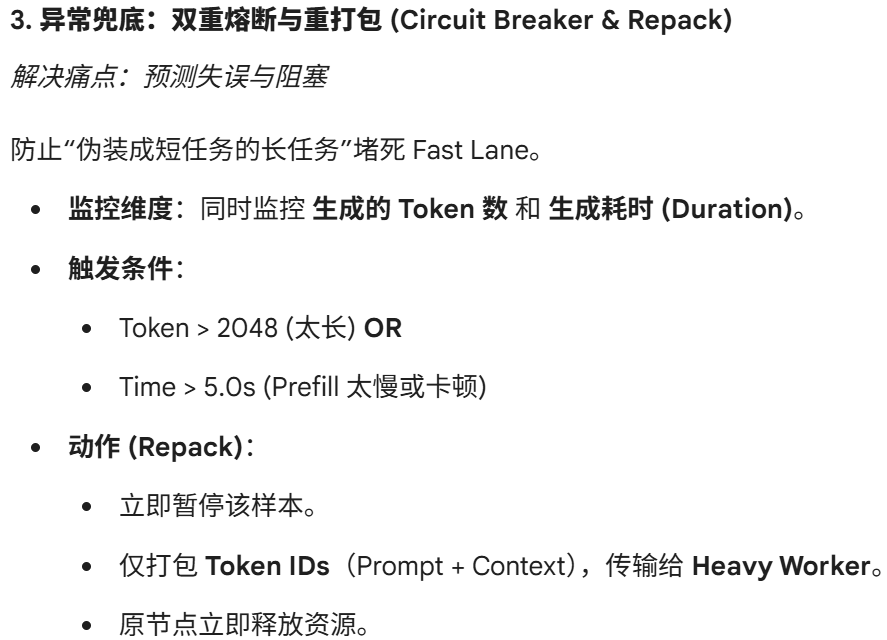 3. 异常兜底：双重熔断与重打包 (Circuit Breaker & Repack)
解决痛点：预测失误与阻塞
防止“伪装成短任务的长任务”堵死 Fast Lane。
• 监控维度：同时监控 生成的 Token 数 和 生成耗时 (Duration)。
• 触发条件：
• Token > 2048 (太长) OR
• Time > 5.0s (Prefill 太慢或卡顿)
• 动作 (Repack)：
• 立即暂停该样本。
• 仅打包 Token IDs（Prompt + Context），传输给 Heavy Worker。
• 原节点立即释放资源。